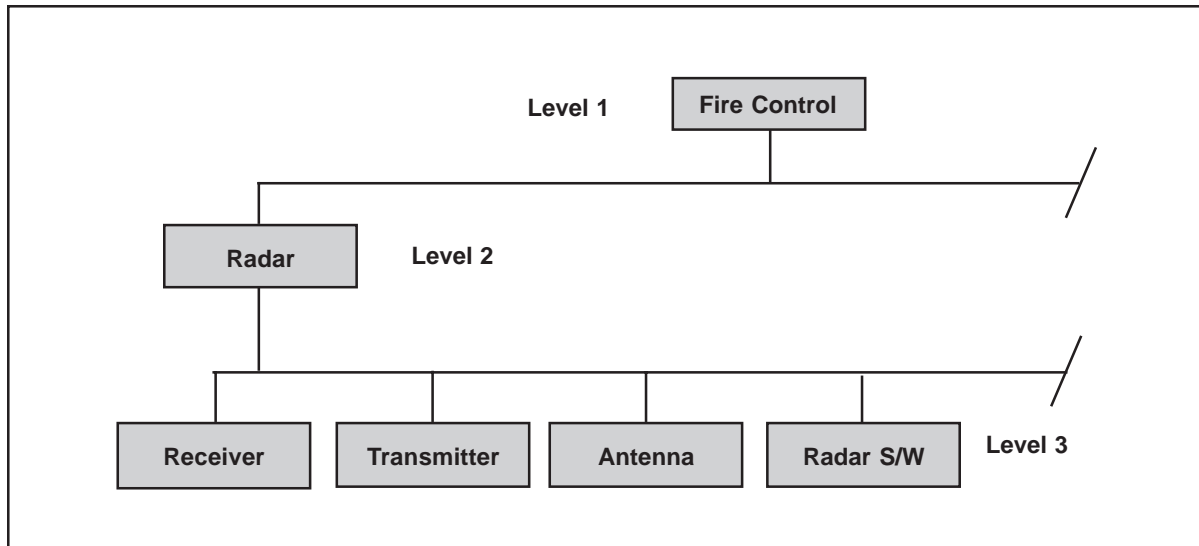 Level 1
Fire Control
Radar
Level 2
Receiver
Transmitter
Antenna
Radar S/W
Level 3